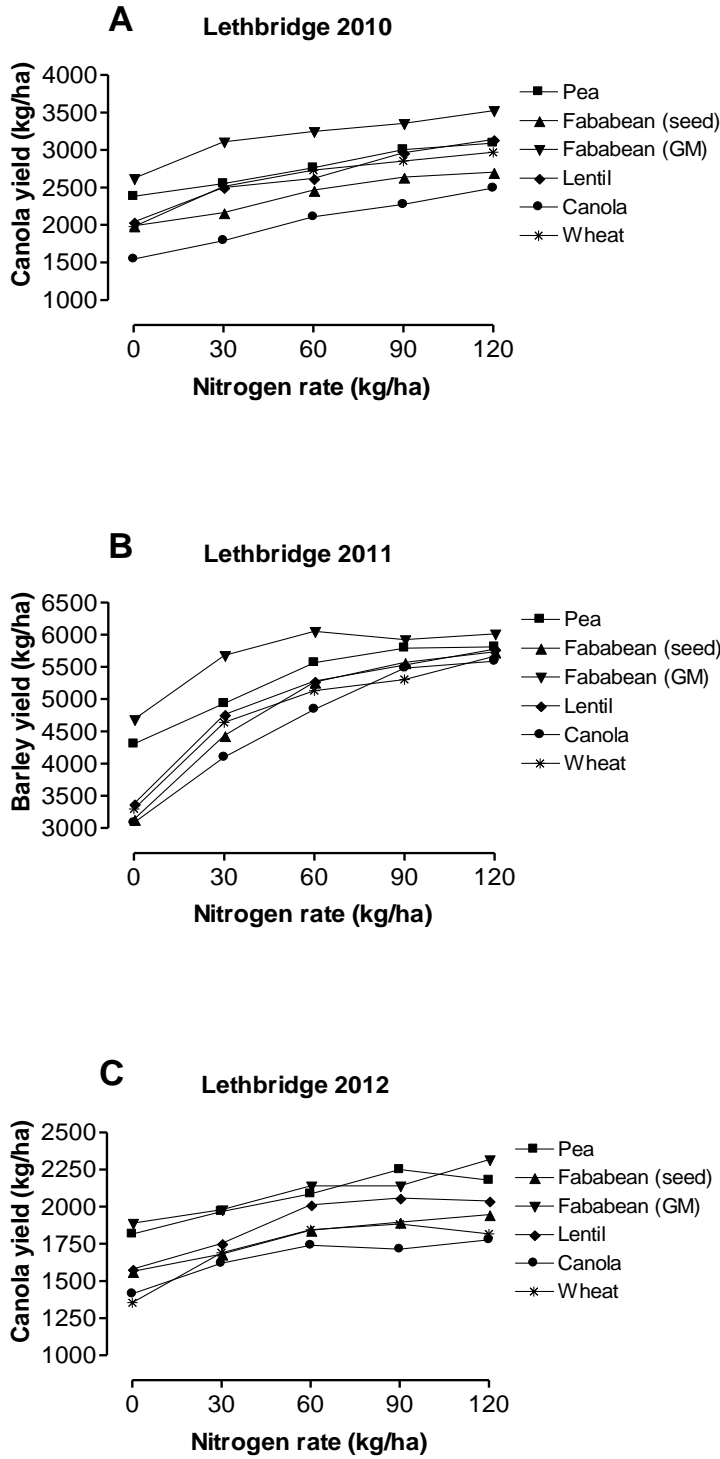 A
Lethbridge 2010
4000
3500
3000
2500
2000
1500
1000
Canola yield (kg/ha)
0 30 60 90 120
Nitrogen rate (kg/ha)
Pea
Fababean (seed)
Fababean (GM)
Lentil
Canola
Wheat
B
Lethbridge 2011
6500
6000
5500
5000
4500
4000
3500
3000
Barley yield (kg/ha)
0 30 60 90 120
Nitrogen rate (kg/ha)
Pea
Fababean (seed)
Fababean (GM)
Lentil
Canola
Wheat
C
Lethbridge 2012
2500
2250
2000
1750
1500
1250
1000
Canola yield (kg/ha)
0 30 60 90 120
Nitrogen rate (kg/ha)
Pea
Fababean (seed)
Fababean (GM)
Lentil
Canola
Wheat